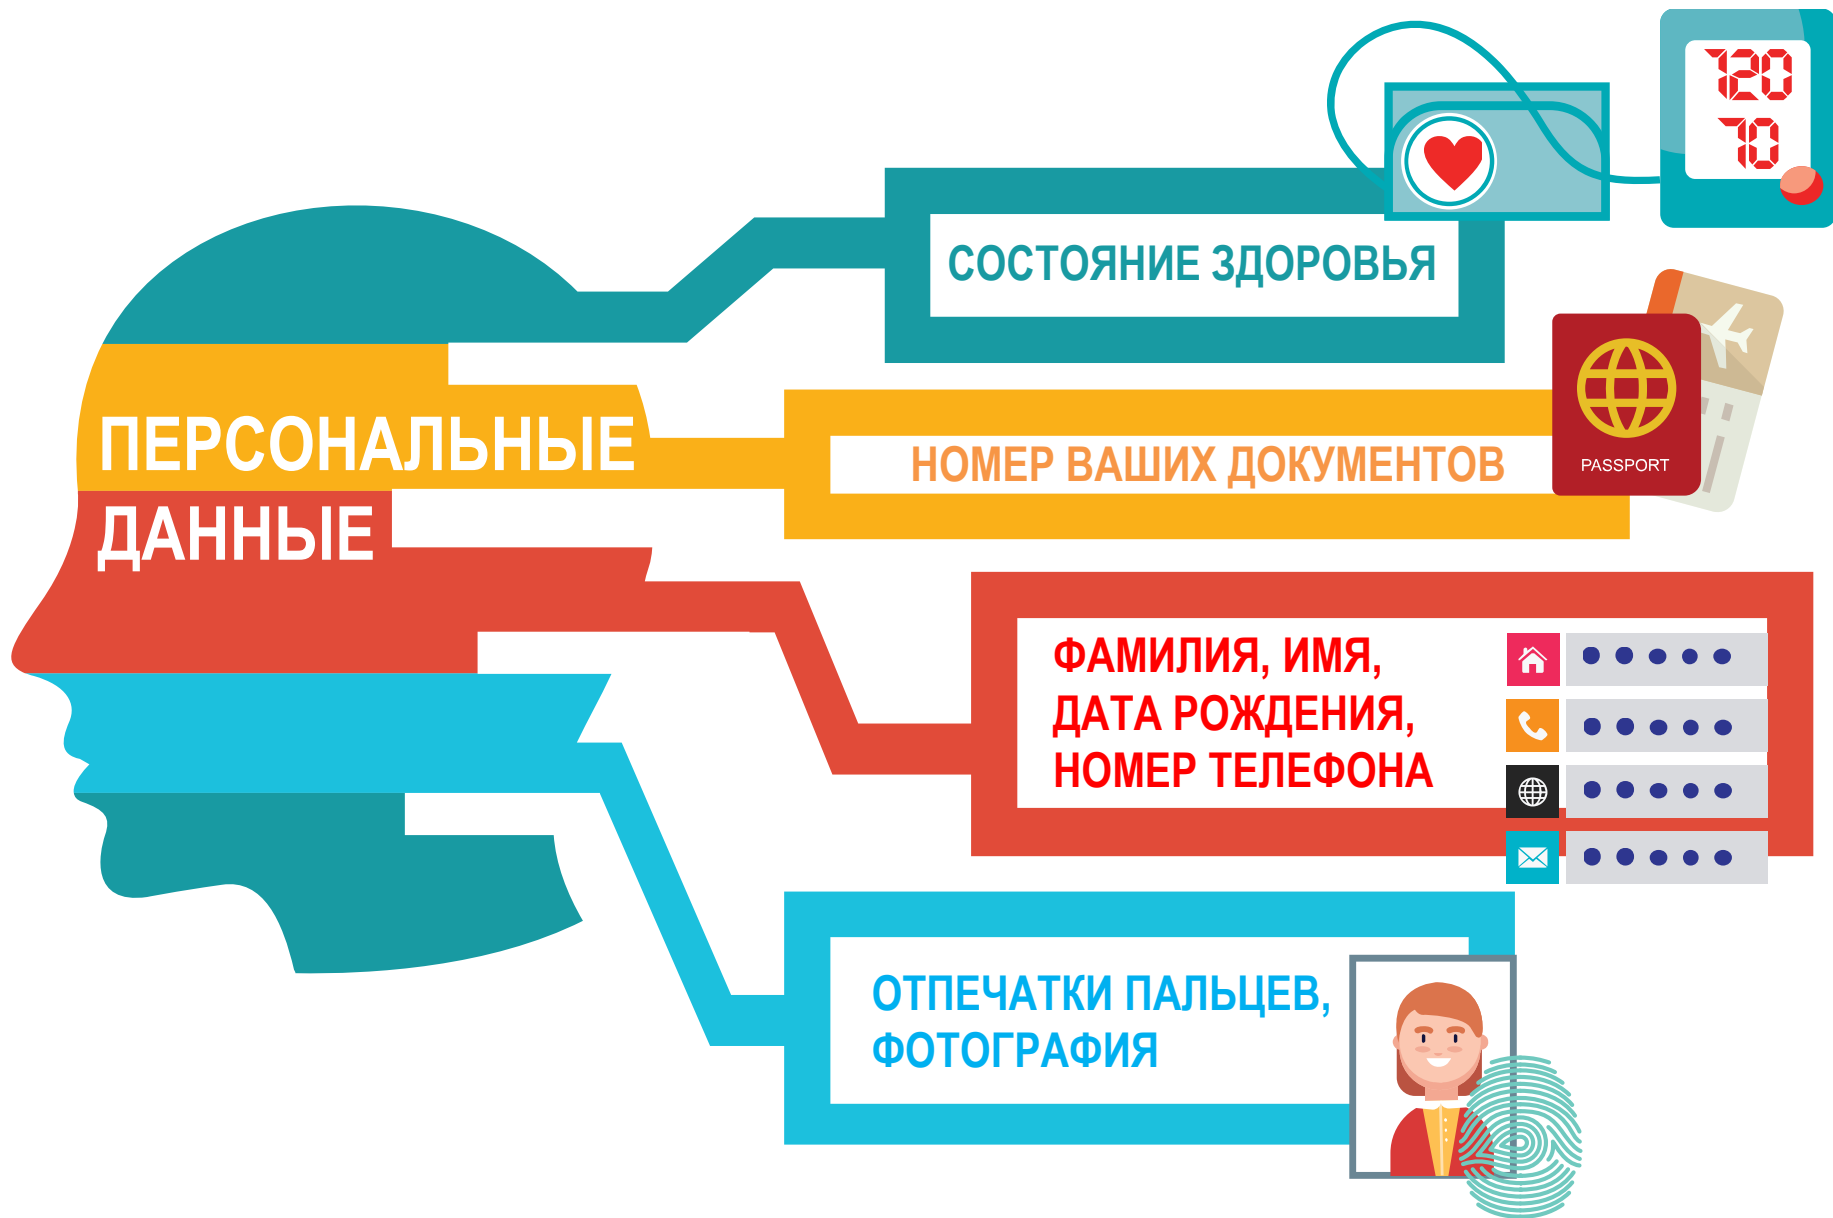 120
70
СОСТОЯНИЕ ЗДОРОВЬЯ
ПЕРСОНАЛЬНЫЕ
ДАННЫЕ
НОМЕР ВАШИХ ДОКУМЕНТОВ
PASSPORT
ФАМИЛИЯ, ИМЯ,
ДАТА РОЖДЕНИЯ,
НОМЕР ТЕЛЕФОНА
ОТПЕЧАТКИ ПАЛЬЦЕВ,
ФОТОГРАФИЯ